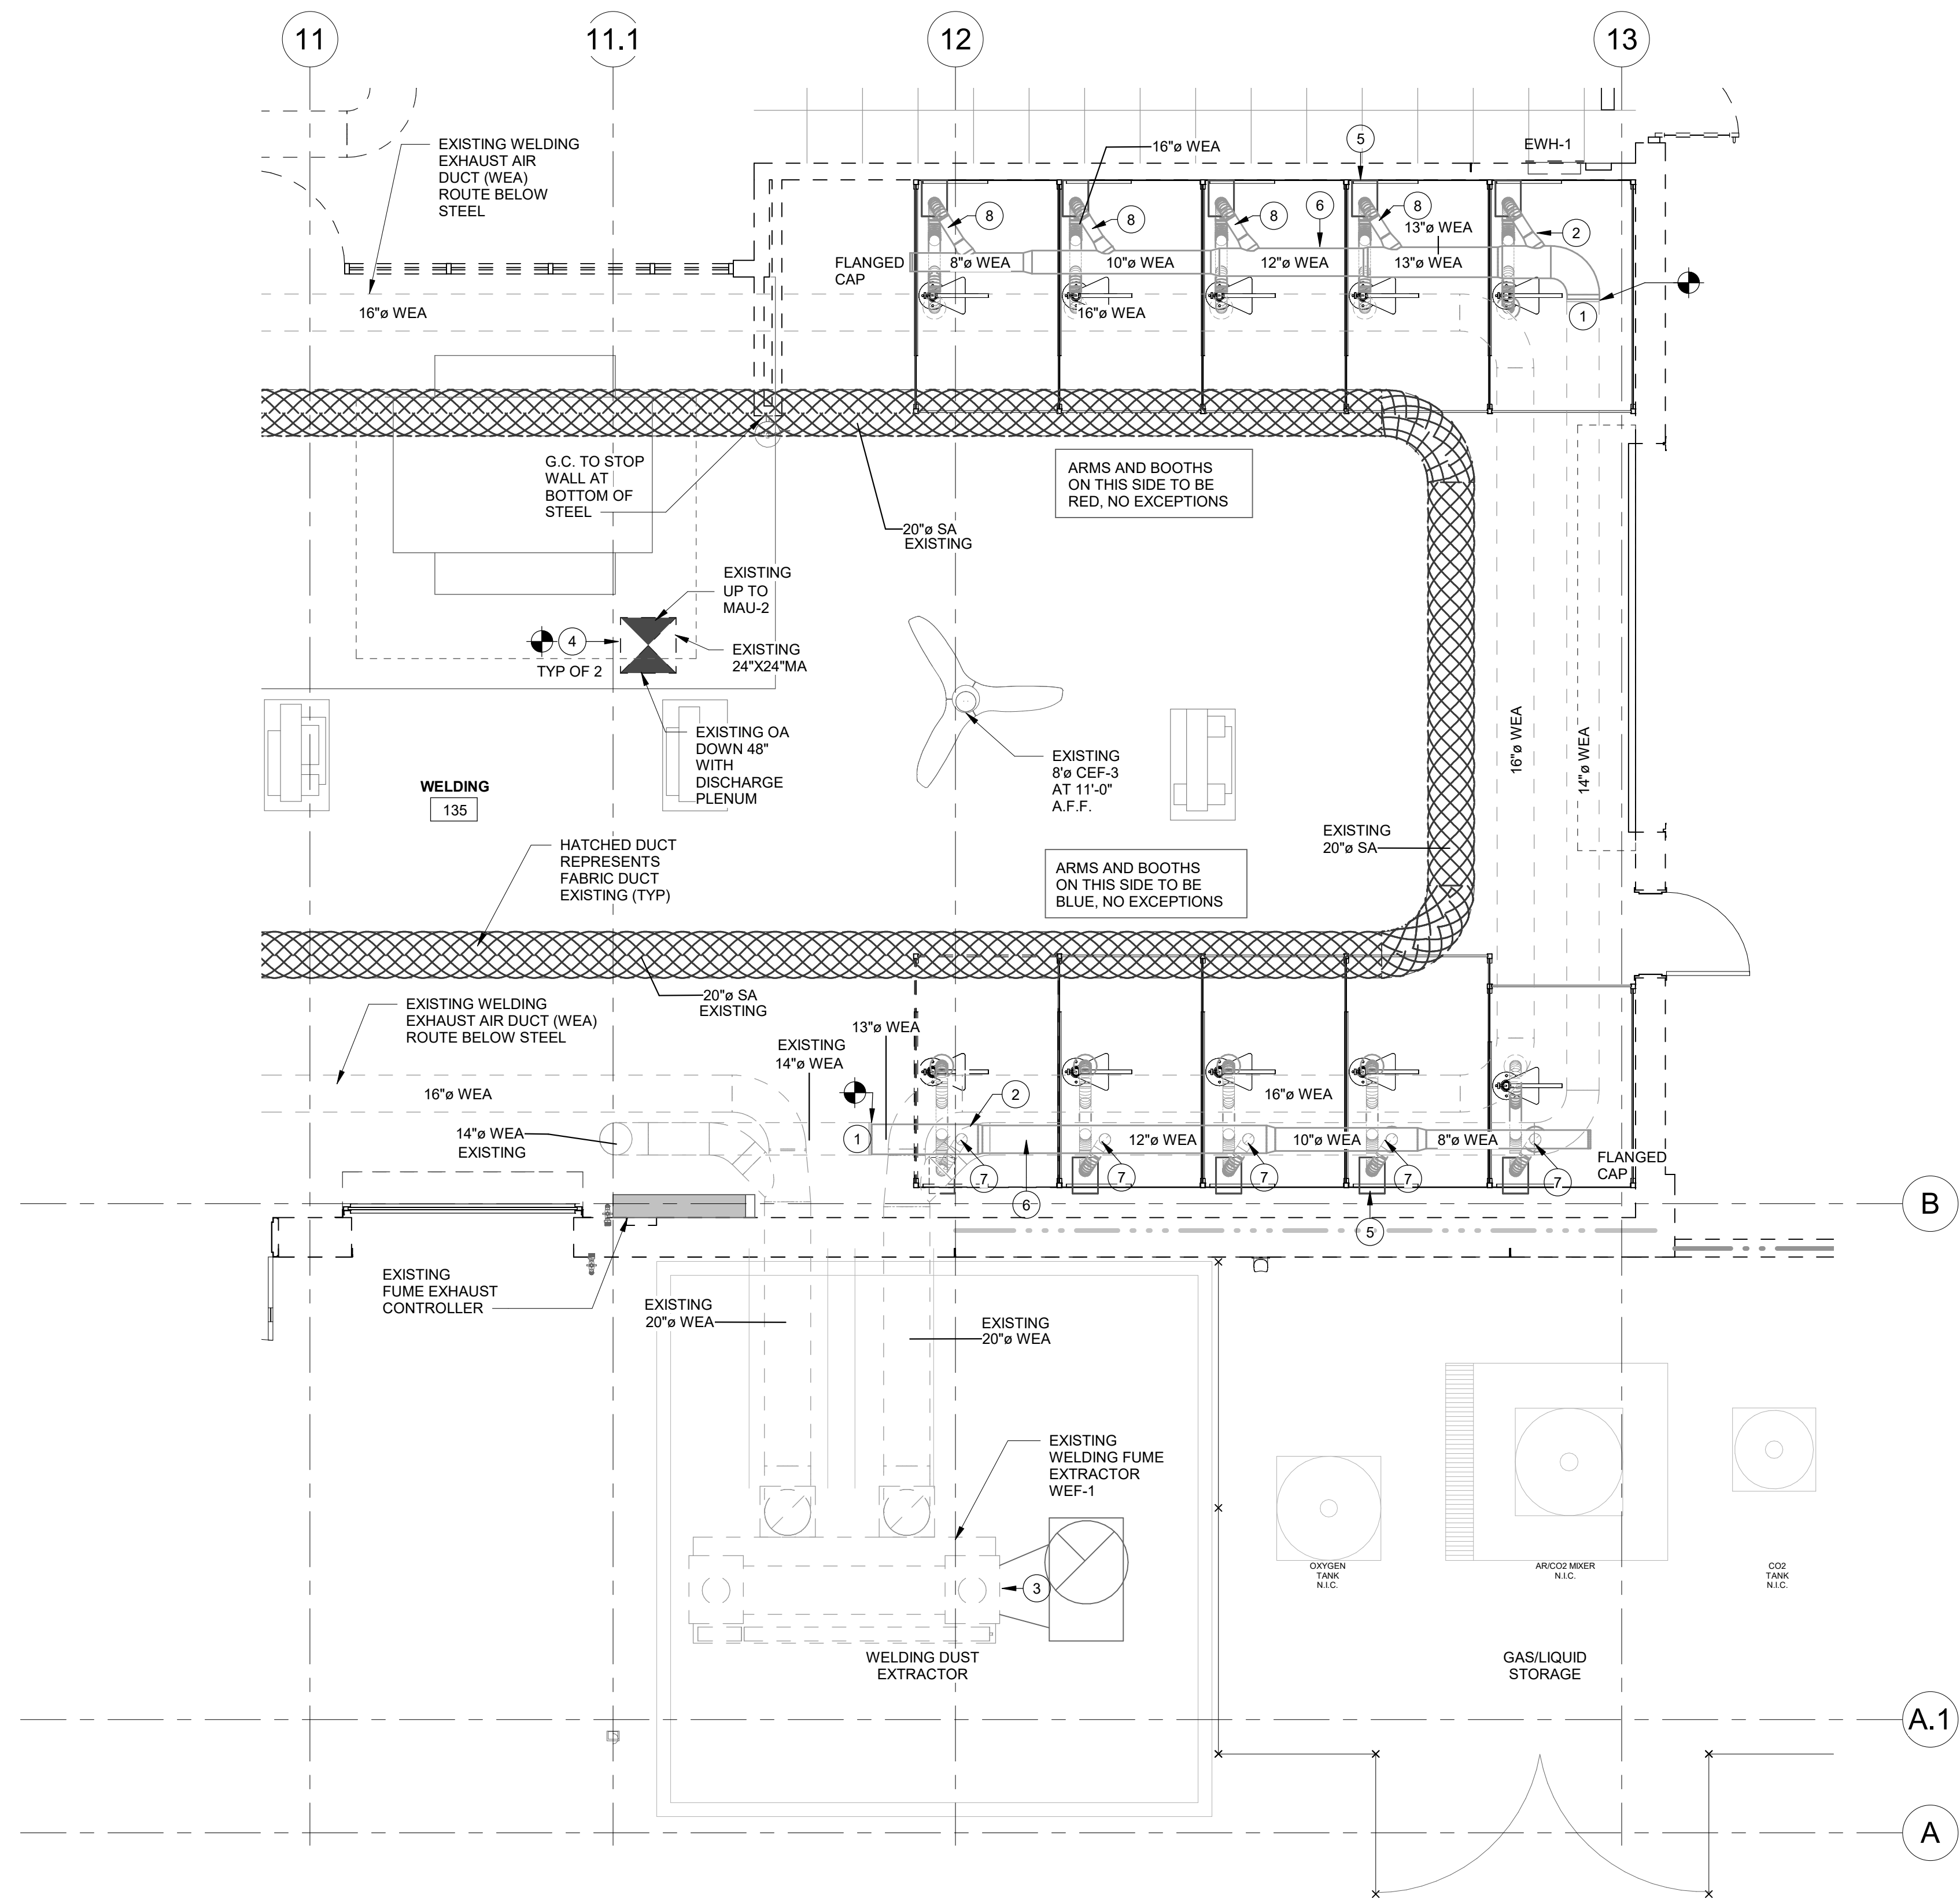 11
11.1
12
13
EXISTING WELDING
EXHAUST AIR
DUCT (WEA)
ROUTE BELOW
STEEL
16"ø WEA
5
EWH-1
8
8
8
6
8
13"ø WEA
2
FLANGED
CAP
8"ø WEA
10"ø WEA
12"ø WEA
13"ø WEA
16"ø WEA
16"ø WEA
1
G.C. TO STOP
WALL AT
BOTTOM OF
STEEL
ARMS AND BOOTHS
ON THIS SIDE TO BE
RED, NO EXCEPTIONS
20"ø SA
EXISTING
EXISTING
UP TO
MAU-2
4
TYP OF 2
EXISTING
24"X24"MA
EXISTING OA
DOWN 48"
WITH
DISCHARGE
PLENUM
EXISTING
8'ø CEF-3
AT 11'-0"
A.F.F.
16"ø WEA
14"ø WEA
WELDING
135
EXISTING
20"ø SA
HATCHED DUCT
REPRESENTS
FABRIC DUCT
EXISTING (TYP)
ARMS AND BOOTHS
ON THIS SIDE TO BE
BLUE, NO EXCEPTIONS
20"ø SA
EXISTING
EXISTING WELDING
EXHAUST AIR DUCT (WEA)
ROUTE BELOW STEEL
13"ø WEA
EXISTING
14"ø WEA
16"ø WEA
2
16"ø WEA
14"ø WEA
EXISTING
1
12"ø WEA
10"ø WEA
8"ø WEA
FLANGED
CAP
7
7
7
7
7
6
5
B
EXISTING
FUME EXHAUST
CONTROLLER
EXISTING
20"ø WEA
EXISTING
20"ø WEA
EXISTING
WELDING FUME
EXTRACTOR
WEF-1
3
OXYGEN
TANK
N.I.C.
AR/CO2 MIXER
N.I.C.
CO2
TANK
N.I.C.
WELDING DUST
EXTRACTOR
GAS/LIQUID
STORAGE
A.1
A